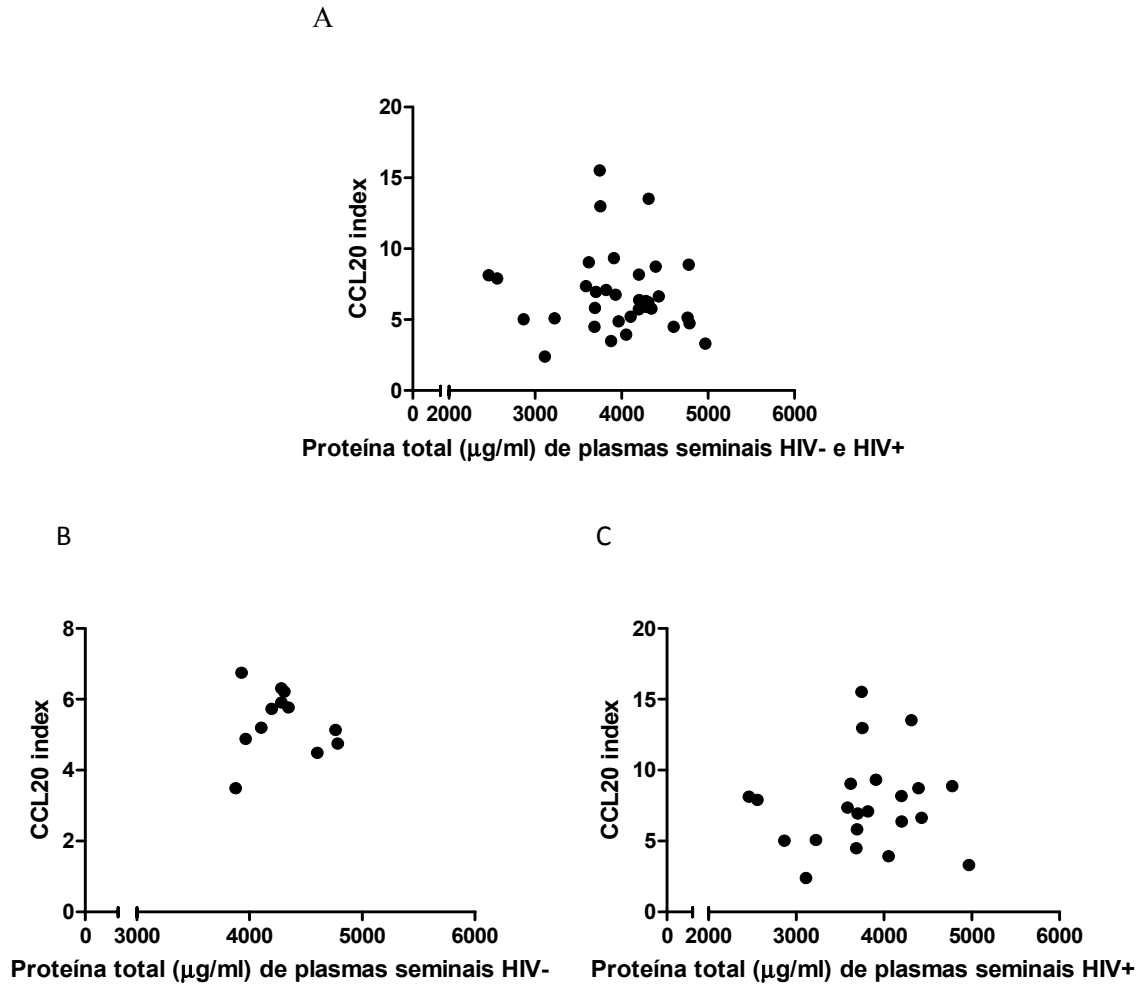 A
20
15
10
5
0
CCL20 index
0 2000 3000 4000 5000 6000
Proteína total (μg/ml) de plasmas seminais HIV- e HIV+
B
8
6
4
2
0
CCL20 index
0 3000 4000 5000 6000
Proteína total (μg/ml) de plasmas seminais HIV-
C
20
15
10
5
0
CCL20 index
0 2000 3000 4000 5000 6000
Proteína total (μg/ml) de plasmas seminais HIV+